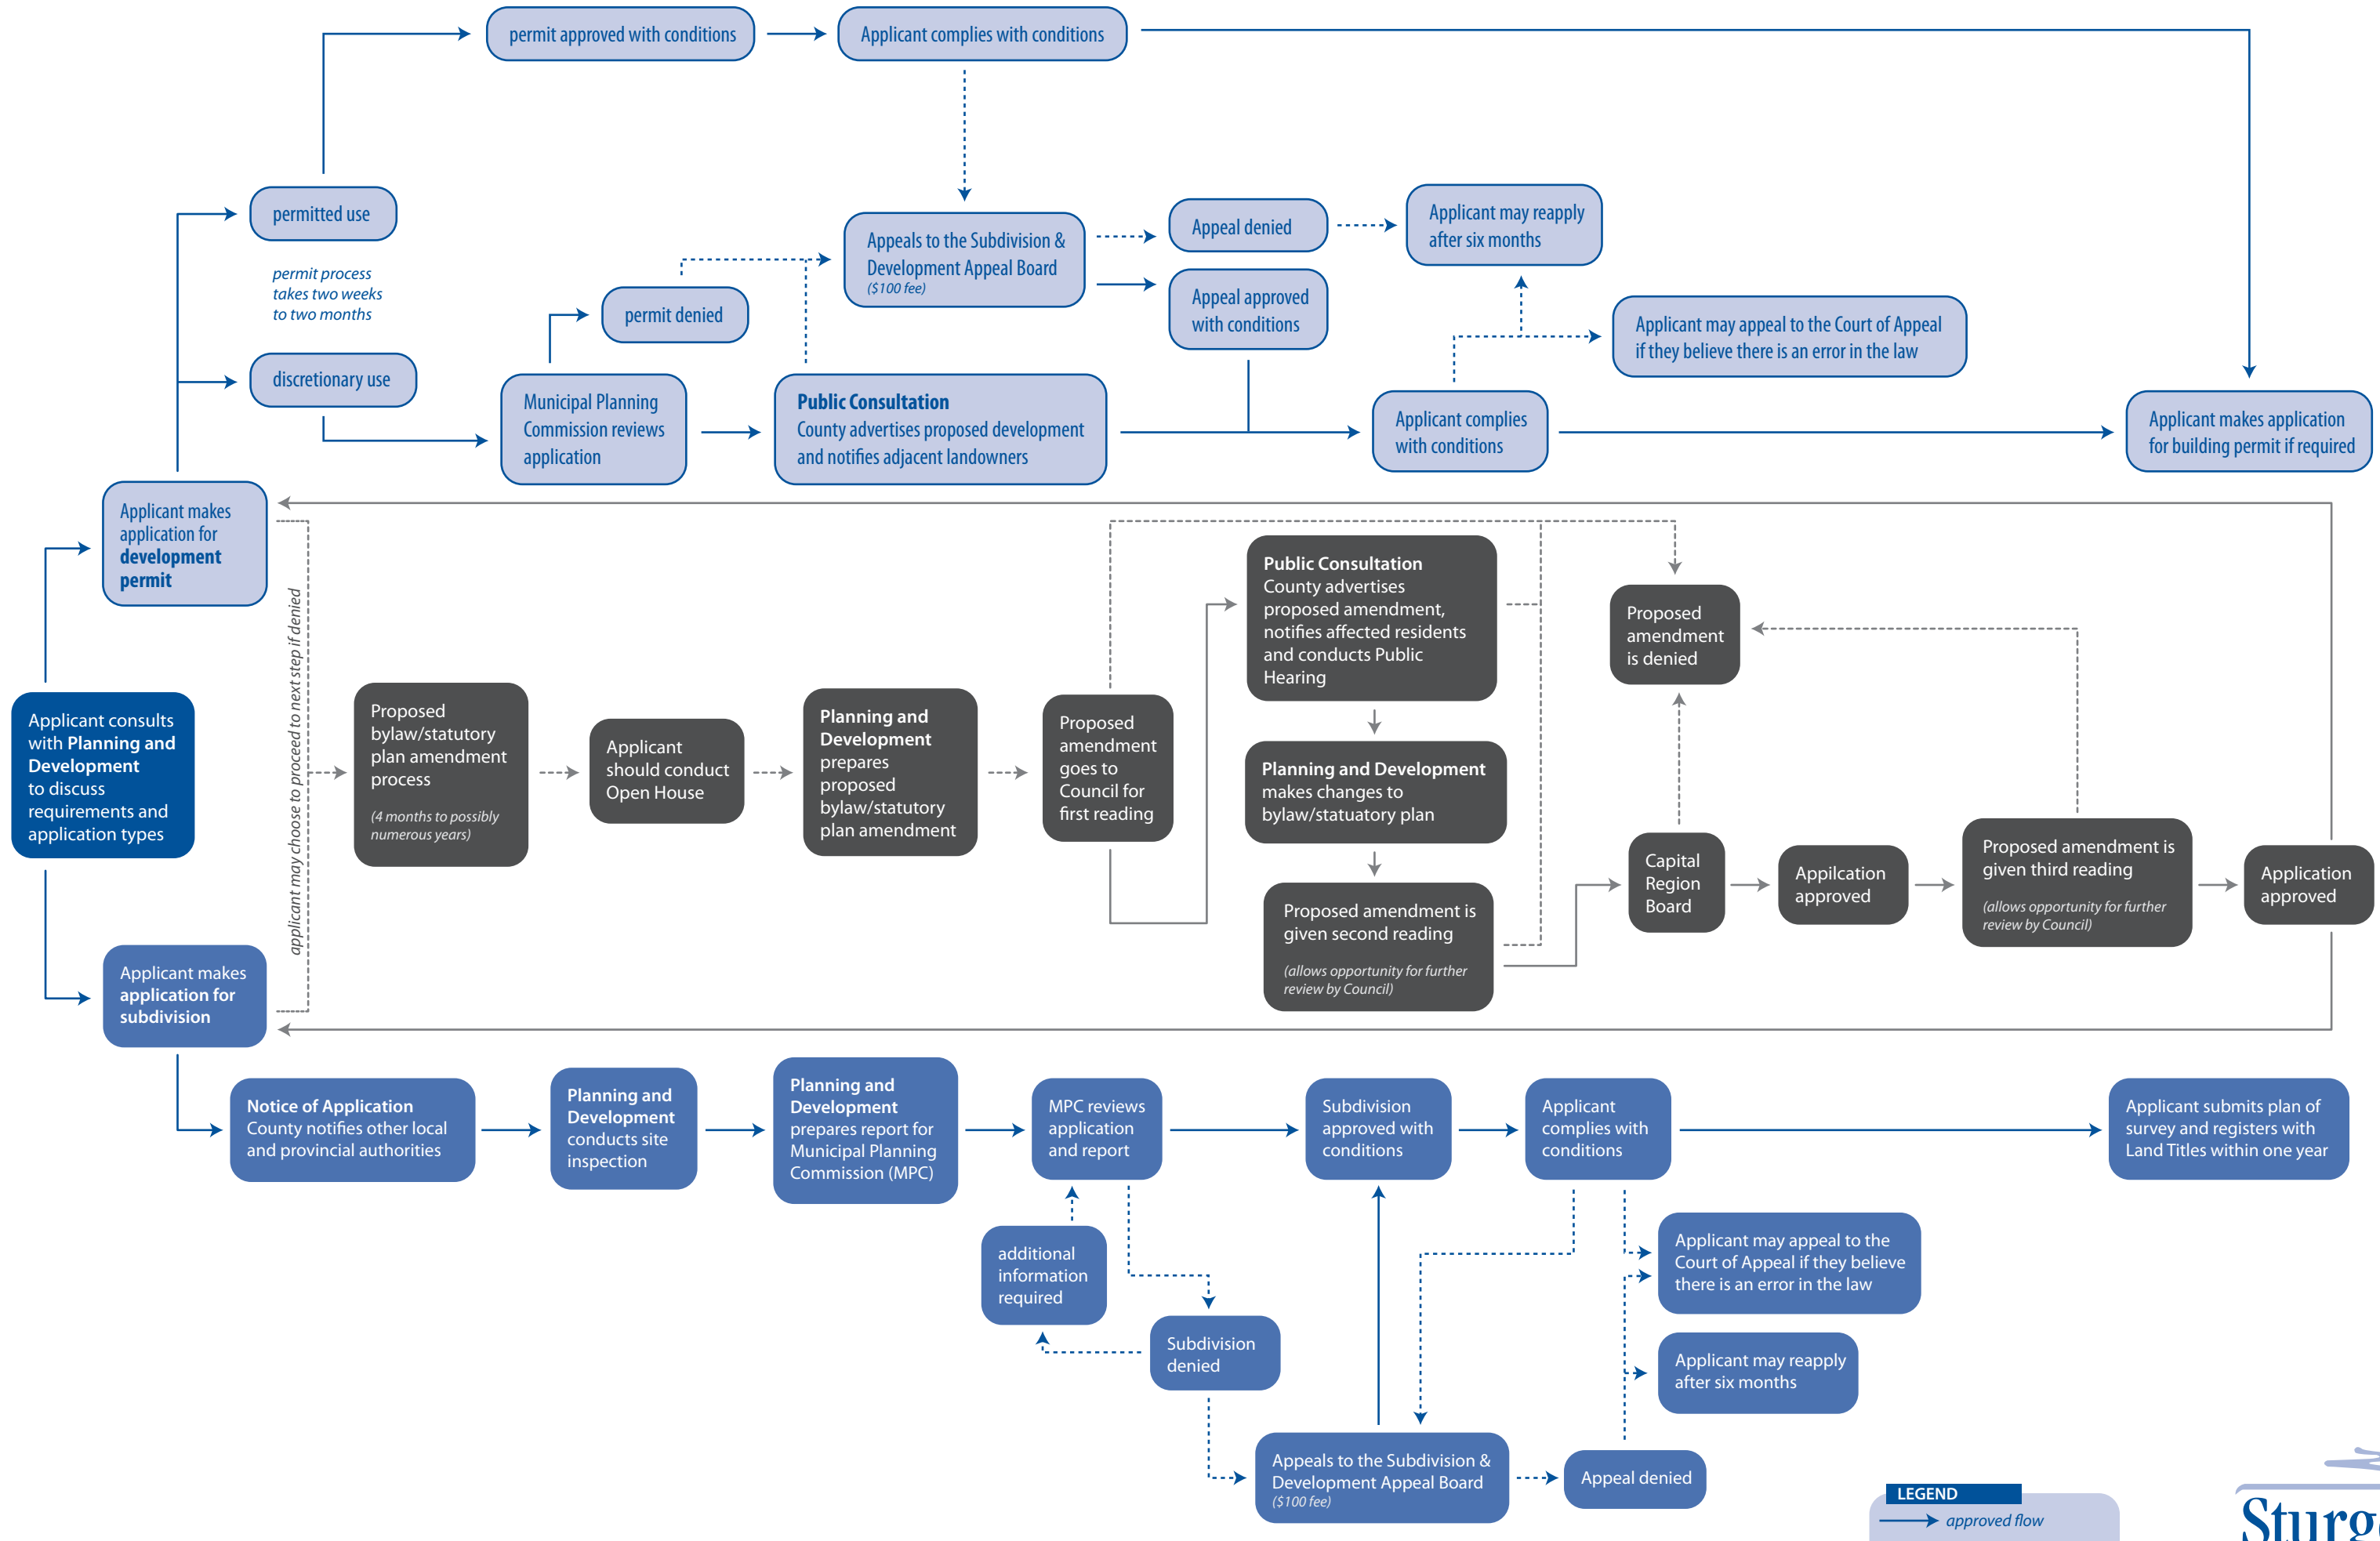 permit approved with conditions
Applicant complies with conditions
permitted use
permit process
takes two weeks
to two months
discretionary use
permit denied
Appeals to the Subdivision &
Development Appeal Board
($100 fee)
Appeal denied
Applicant may reapply
after six months
Appeal approved
with conditions
Applicant may appeal to the Court of Appeal
if they believe there is an error in the law
Municipal Planning
Commission reviews
application
Public Consultation
County advertises proposed development
and notifies adjacent landowners
Applicant complies
with conditions
Applicant makes application
for building permit if required
Applicant makes
application for
development
permit
Applicant consults
with Planning and
Development
to discuss
requirements and
application types
Applicant makes
application for
subdivision
applicant may choose to proceed to next step if denied
Proposed
bylaw/statutory
plan amendment
process
(4 months to possibly
numerous years)
Applicant
should conduct
Open House
Planning and
Development
prepares
proposed
bylaw/statutory
plan amendment
Proposed
amendment
goes to
Council for
first reading
Public Consultation
County advertises
proposed amendment,
notifies affected residents
and conducts Public
Hearing
Planning and Development
makes changes to
bylaw/statuatory plan
Proposed amendment is
given second reading
(allows opportunity for further
review by Council)
Proposed
amendment
is denied
Capital
Region
Board
Appilcation
approved
Proposed amendment is
given third reading
(allows opportunity for further
review by Council)
Application
approved
Notice of Application
County notifies other local
and provincial authorities
Planning and
Development
conducts site
inspection
Planning and
Development
prepares report for
Municipal Planning
Commission (MPC)
MPC reviews
application
and report
Subdivision
approved with
conditions
Applicant
complies with
conditions
Applicant submits plan of
survey and registers with
Land Titles within one year
additional
information
required
Subdivision
denied
Applicant may appeal to the
Court of Appeal if they believe
there is an error in the law
Applicant may reapply
after six months
Appeals to the Subdivision &
Development Appeal Board
($100 fee)
Appeal denied
LEGEND
approved flow